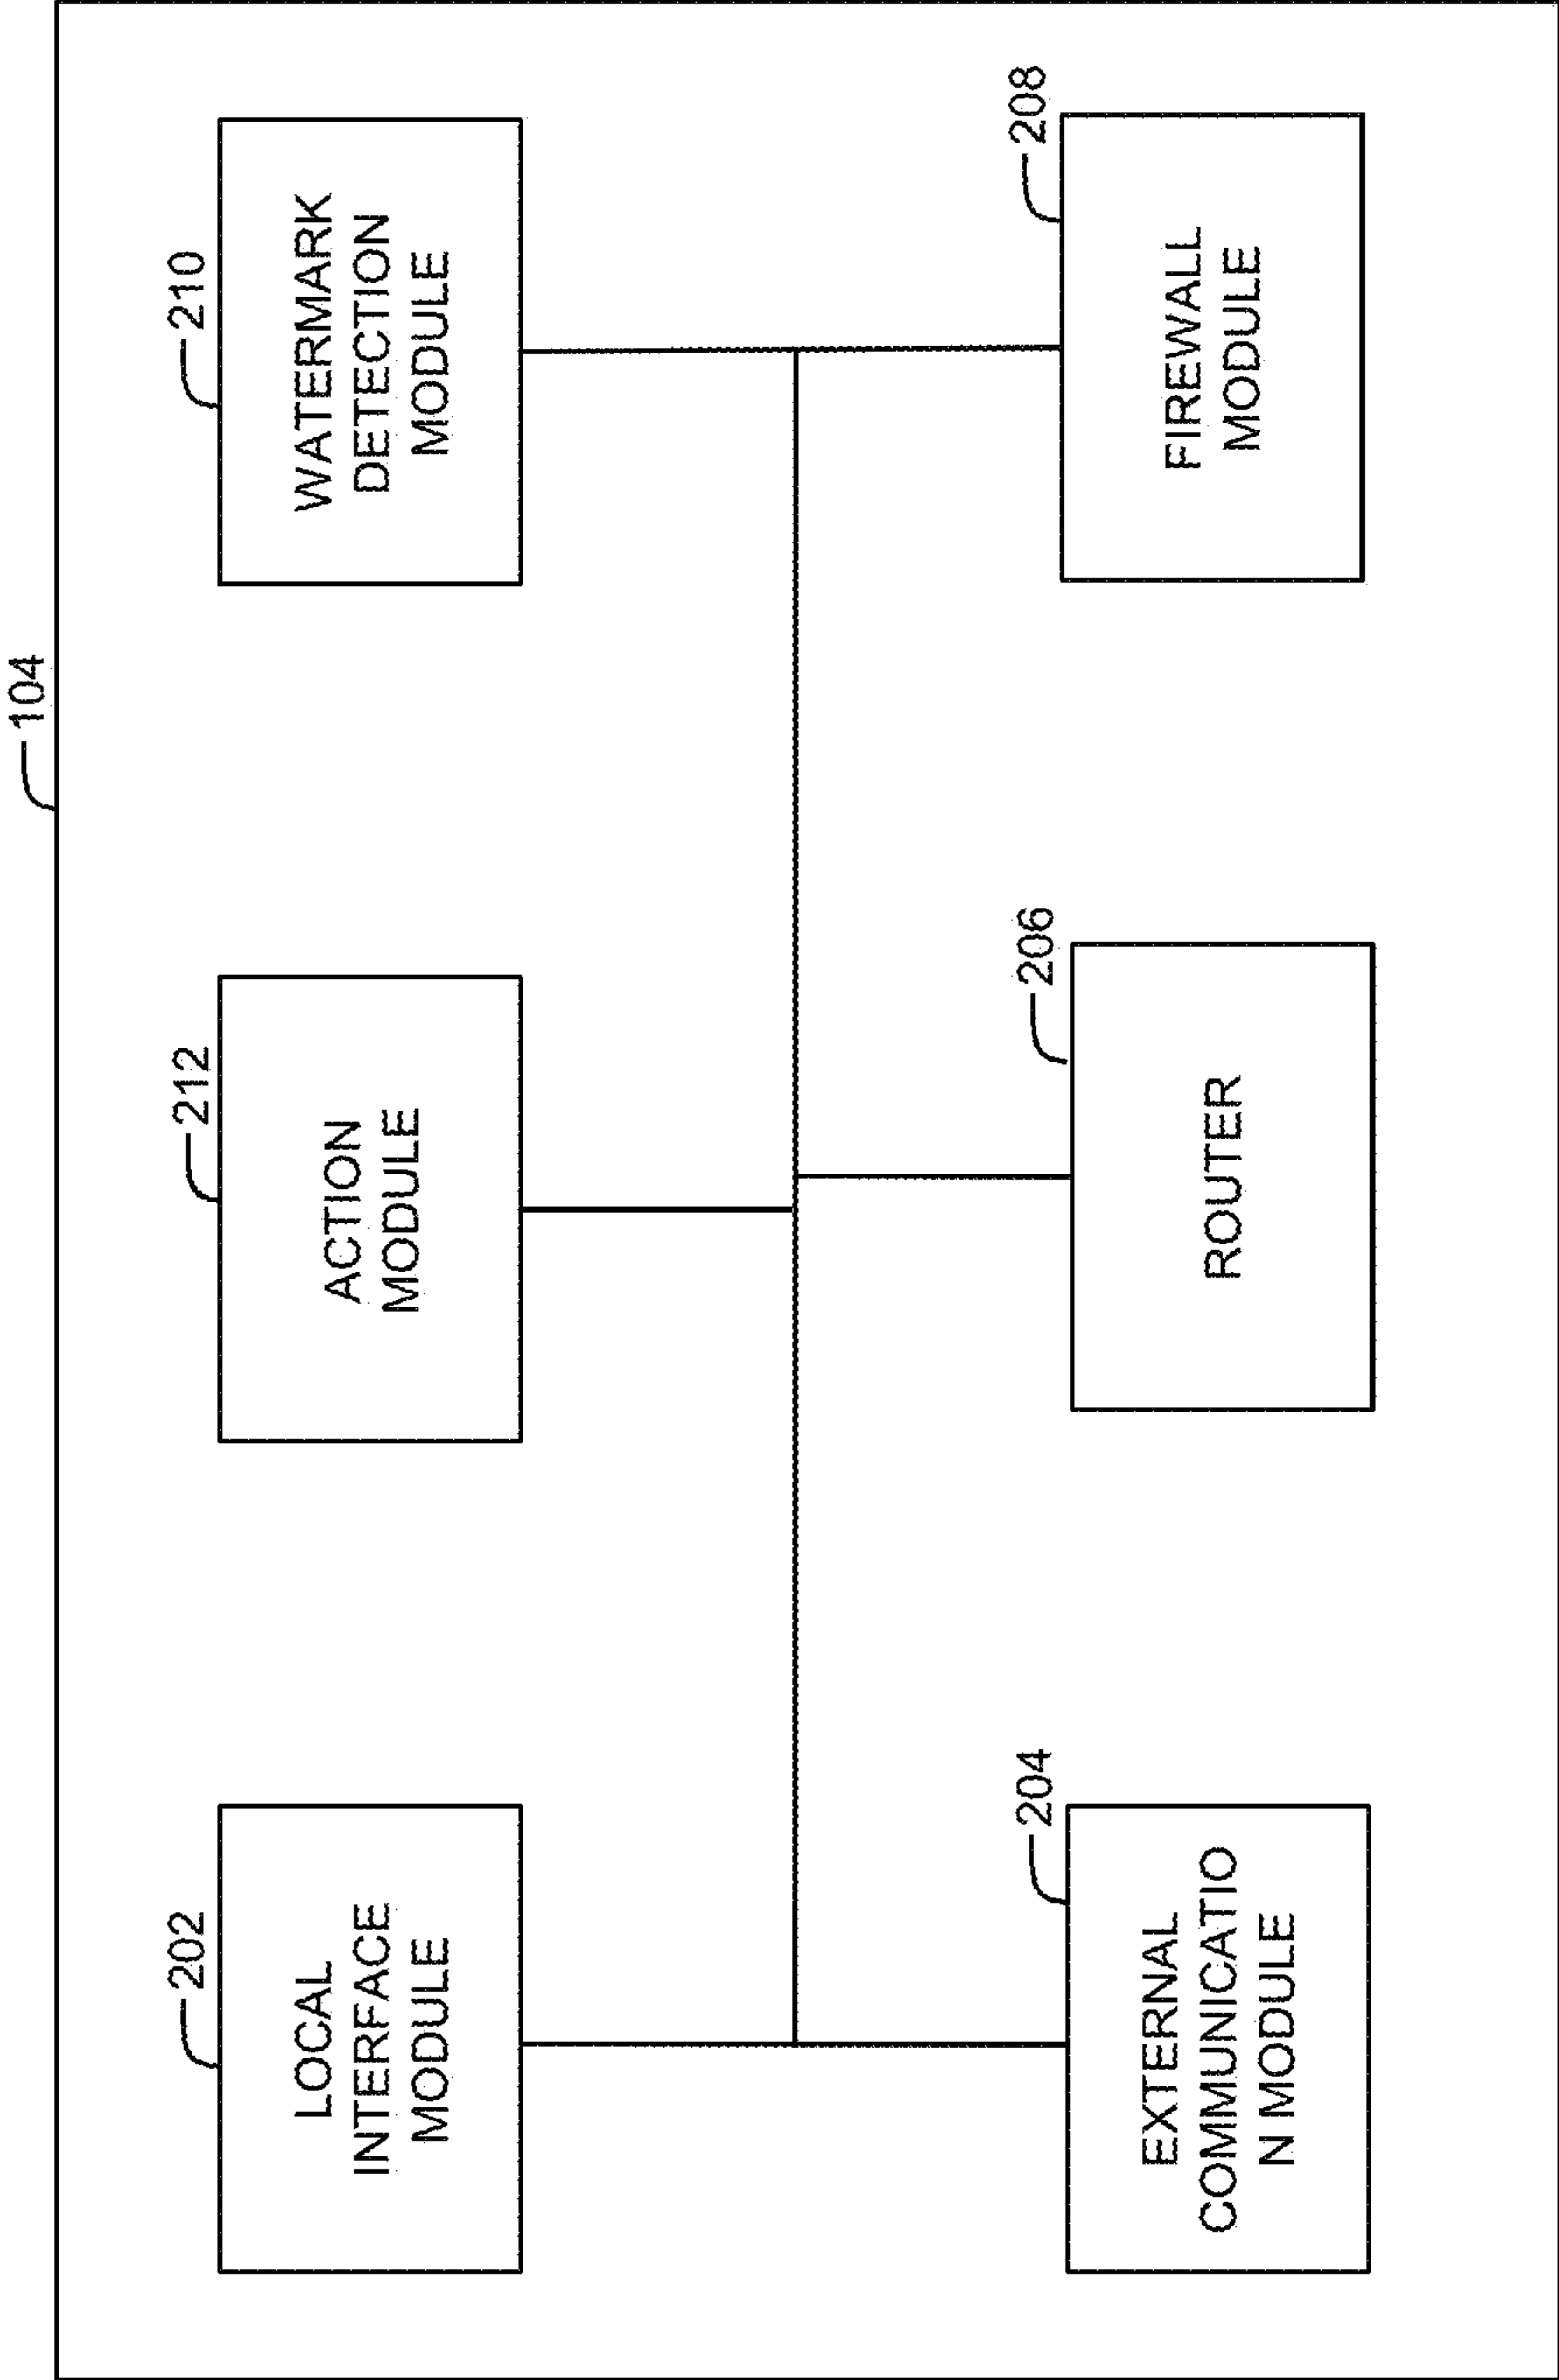 104
202
LOCAL
INTERFACE
MODULE
212
ACTION
MODULE
210
WATERMARK
DETECTION
MODULE
204
EXTERNAL
COMMUNICATIO
N MODULE
206
ROUTER
208
FIREWALL
MODULE